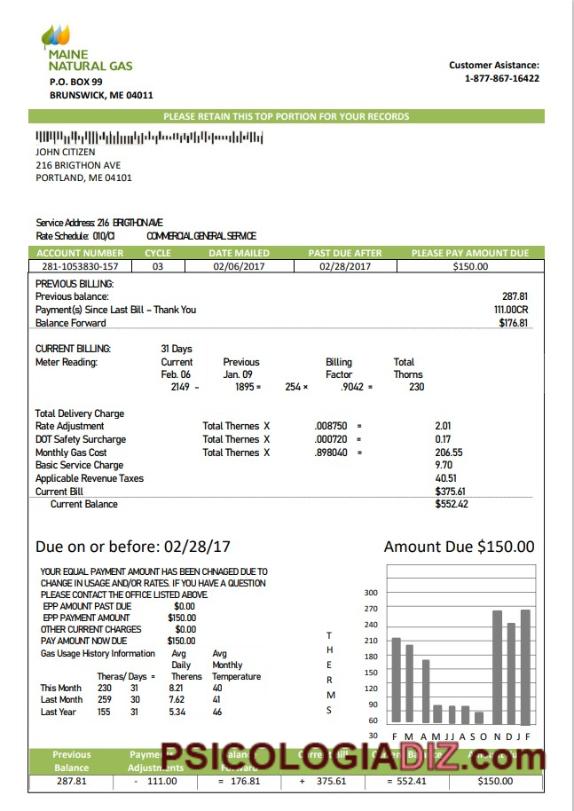 MAINE
NATURAL GAS
P.O. BOX 99
BRUNSWICK, ME 04011
Customer Asistance:
1-877-867-16422
PLEASE RETAIN THIS TOP PORTION FOR YOUR RECORDS
JOHN CITIZEN
216 BRIGTHON AVE
PORTLAND, ME 04101
Service Address: 216 BRIGTHON AVE
Rate Schedule: 010/C1 COMMERCIAL GENERAL SERVICE
ACCOUNT NUMBER CYCLE DATE MAILED PAST DUE AFTER PLEASE PAY AMOUNT DUE
281-1053830-157 03 02/06/2017 02/28/2017 $150.00
PREVIOUS BILLING:
Previous balance: 287.81
Payment(s) Since Last Bill – Thank You 111.00CR
Balance Forward $176.81
CURRENT BILLING: 31 Days
Meter Reading: Current Previous Billing Total
Feb. 06 Jan. 09 Factor Thorns
2149 – 1895 = 254 × .9042 = 230
Total Delivery Charge
Rate Adjustment Total Thernes X .008750 = 2.01
DOT Safety Surcharge Total Thernes X .000720 = 0.17
Monthly Gas Cost Total Thernes X .898040 = 206.55
Basic Service Charge 9.70
Applicable Revenue Taxes 40.51
Current Bill $375.61
Current Balance $552.42
Due on or before: 02/28/17 Amount Due $150.00
YOUR EQUAL PAYMENT AMOUNT HAS BEEN CHNAGED DUE TO
CHANGE IN USAGE AND/OR RATES. IF YOU HAVE A QUESTION
PLEASE CONTACT THE OFFICE LISTED ABOVE.
EPP AMOUNT PAST DUE $0.00
EPP PAYMENT AMOUNT $150.00
OTHER CURRENT CHARGES $0.00
PAY AMOUNT NOW DUE $150.00
Gas Usage History Information Avg Avg
Daily Monthly
Theras/ Days = Therens Temperature
This Month 230 31 8.21 40
Last Month 259 30 7.62 41
Last Year 155 31 5.34 46
THERMS
300
270
240
210
180
150
120
90
60
30
F M A M J J A S O N D J F
Previous
Balance
Adjustments
PSICOLOGIADIZ.com
287.81 - 111.00 = 176.81 + 375.61 = 552.41 $150.00